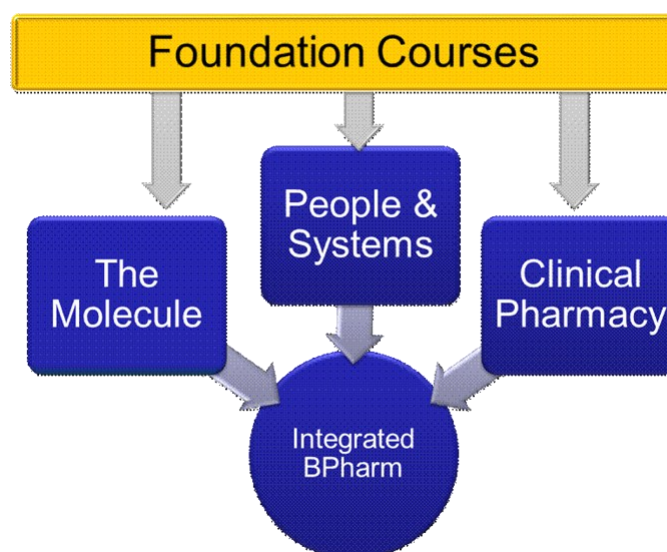 Foundation Courses
People &
Systems
The
Molecule
Clinical
Pharmacy
Integrated
BPharm